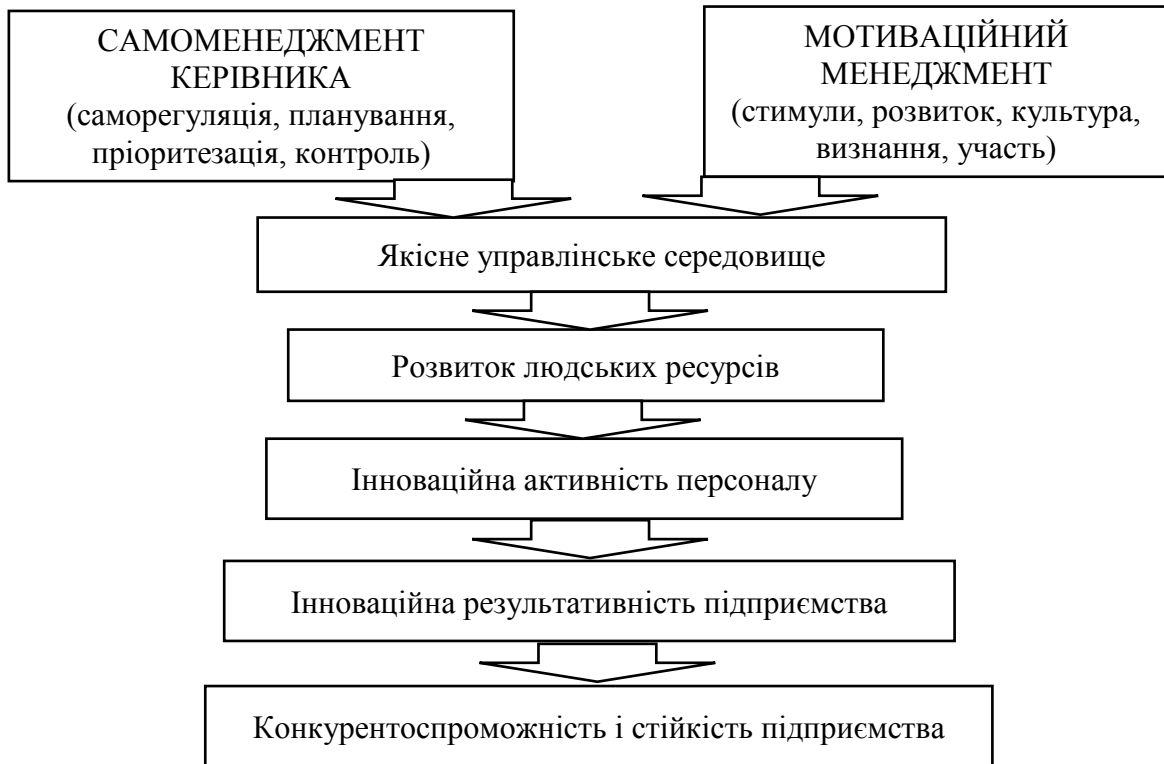 САМОМЕНЕДЖМЕНТ
КЕРІВНИКА
(саморегуляція, планування,
пріоритезація, контроль)
МОТИВАЦІЙНИЙ
МЕНЕДЖМЕНТ
(стимули, розвиток, культура,
визнання, участь)
Якісне управлінське середовище
Розвиток людських ресурсів
Інноваційна активність персоналу
Інноваційна результативність підприємства
Конкурентоспроможність і стійкість підприємства